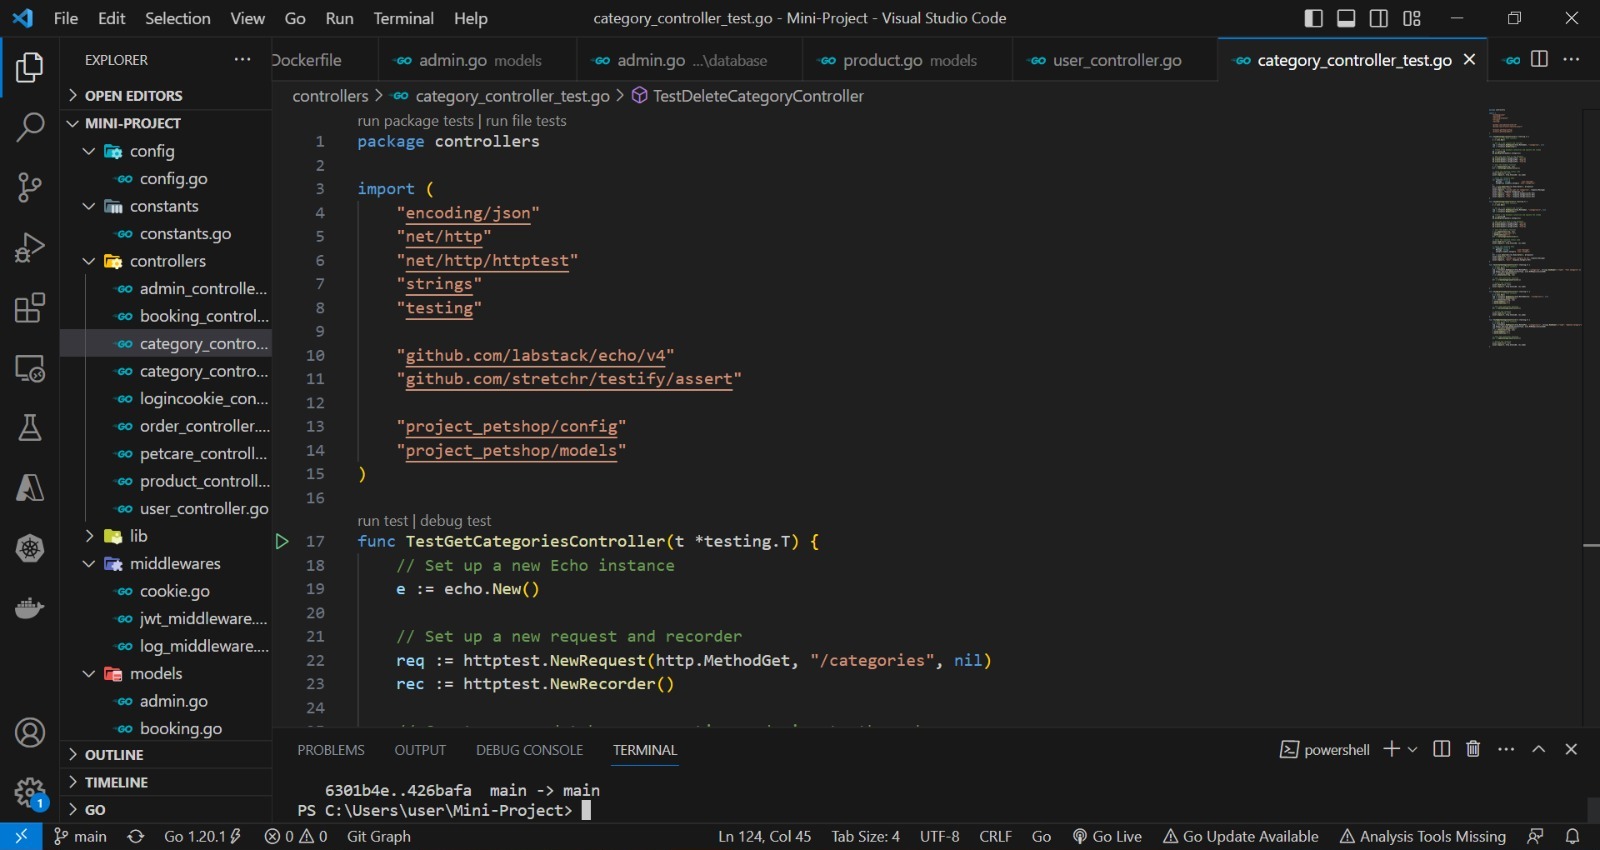 File Edit Selection View Go Run Terminal Help
category_controller_test.go - Mini-Project - Visual Studio Code
EXPLORER
OPEN EDITORS
MINI-PROJECT
config
config.go
constants
constants.go
controllers
admin_controlle...
booking_control...
category_contro...
category_contro...
logincookie_con...
order_controller....
petcare_controll...
product_controll...
user_controller.go
lib
middlewares
cookie.go
jwt_middleware....
log_middleware....
models
admin.go
booking.go
OUTLINE
TIMELINE
GO
Dockerfile
admin.go models
admin.go ...\database
product.go models
user_controller.go
category_controller_test.go
controllers > category_controller_test.go > TestDeleteCategoryController
run package tests | run file tests
1 package controllers
2
3 import (
4 "encoding/json"
5 "net/http"
6 "net/http/httptest"
7 "strings"
8 "testing"
9
10 "github.com/labstack/echo/v4"
11 "github.com/stretchr/testify/assert"
12
13 "project_petshop/config"
14 "project_petshop/models"
15 )
16
run test | debug test
17 func TestGetCategoriesController(t *testing.T) {
18 // Set up a new Echo instance
19 e := echo.New()
20
21 // Set up a new request and recorder
22 req := httptest.NewRequest(http.MethodGet, "/categories", nil)
23 rec := httptest.NewRecorder()
24
PROBLEMS OUTPUT DEBUG CONSOLE TERMINAL
powershell
6301b4e..426bafa main -> main
PS C:\Users\user\Mini-Project>
main
Go 1.20.1
0 0
Git Graph
Ln 124, Col 45
Tab Size: 4
UTF-8
CRLF
Go
Go Live
Go Update Available
Analysis Tools Missing
1